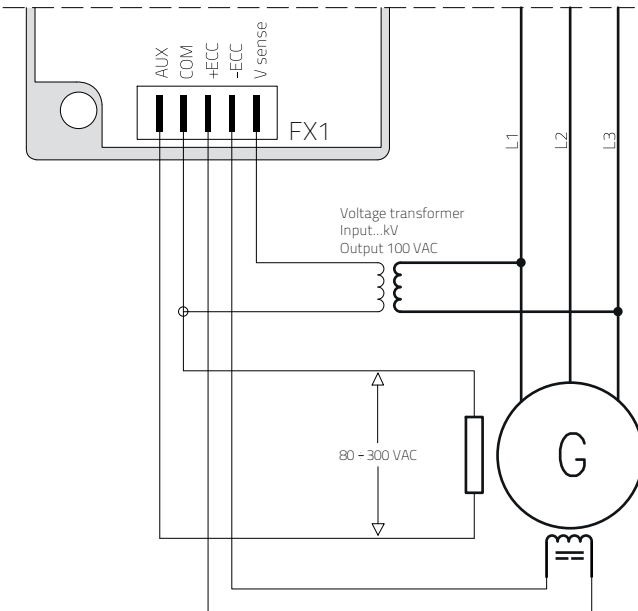 AUX
COM
+ECC
-ECC
V sense
FX1
L1
L2
L3
Voltage transformer
Input...kV
Output 100 VAC
80 - 300 VAC
G